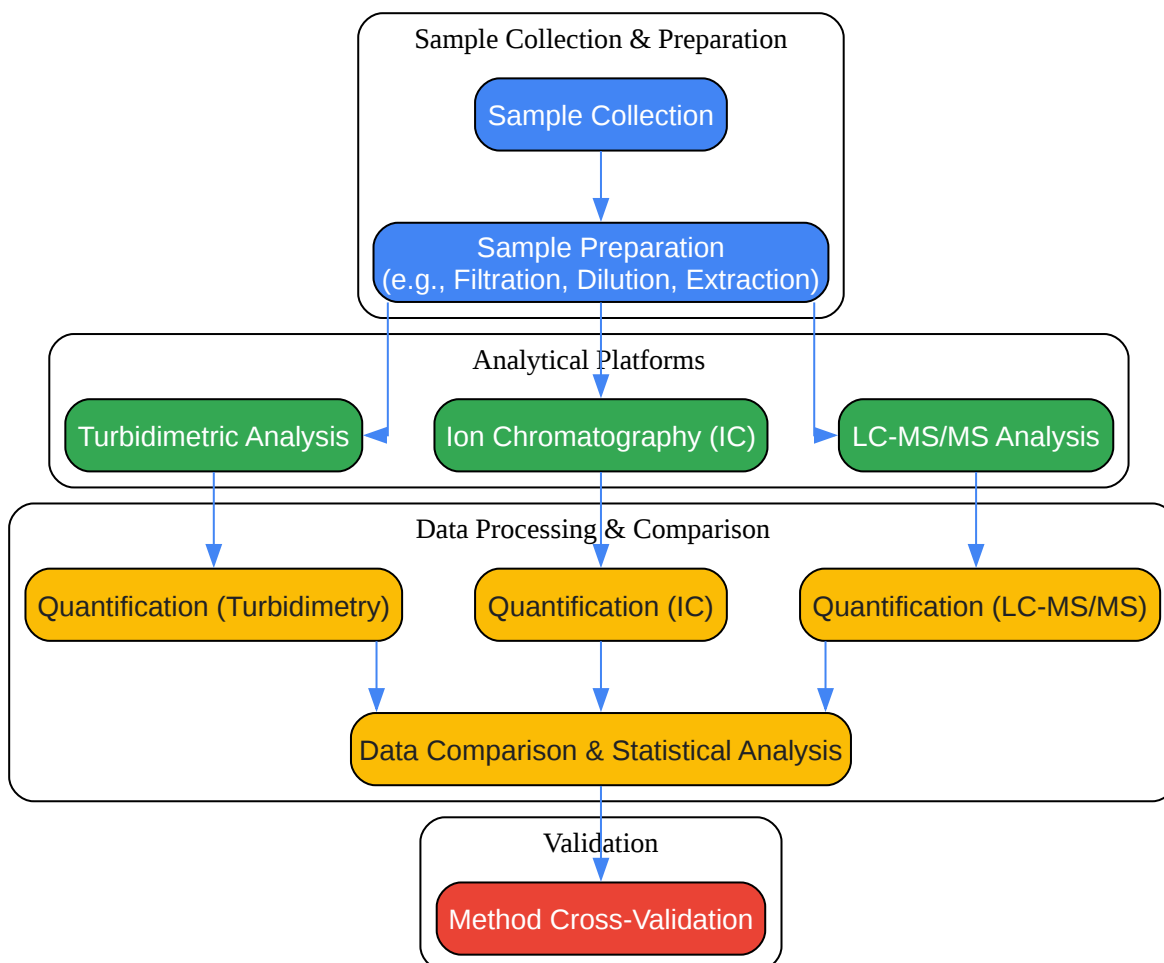 Sample Collection & Preparation
Sample Collection
Sample Preparation
(e.g., Filtration, Dilution, Extraction)
Analytical Platforms
Turbidimetric Analysis
Ion Chromatography (IC)
LC-MS/MS Analysis
Data Processing & Comparison
Quantification (Turbidimetry)
Quantification (IC)
Quantification (LC-MS/MS)
Data Comparison & Statistical Analysis
Validation
Method Cross-Validation